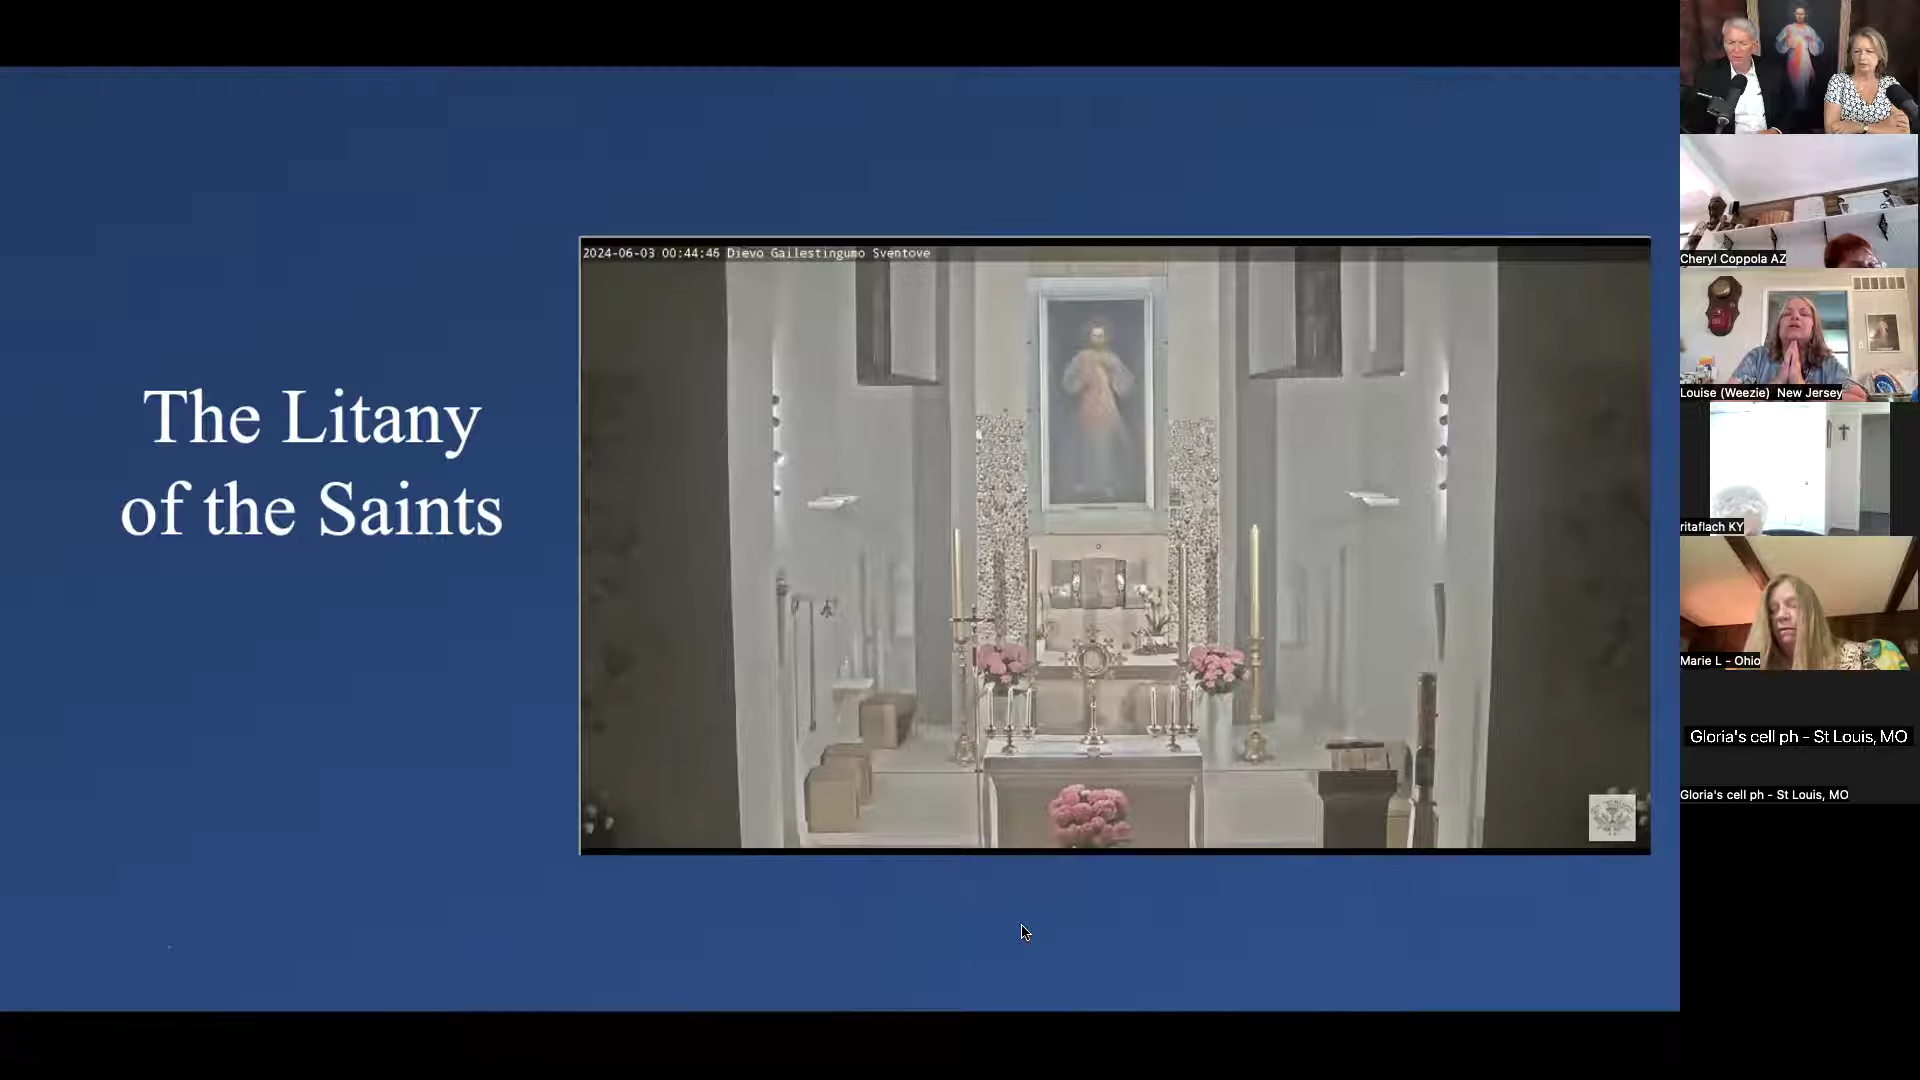 2024-06-03 00:44:46 Dievo Gailestingumo Sventove
The Litany
of the Saints
Cheryl Coppola AZ
Louise (Weezie) New Jersey
ritaflach KY
Marie L - Ohio
Gloria's cell ph - St Louis, MO
Gloria's cell ph - St Louis, MO